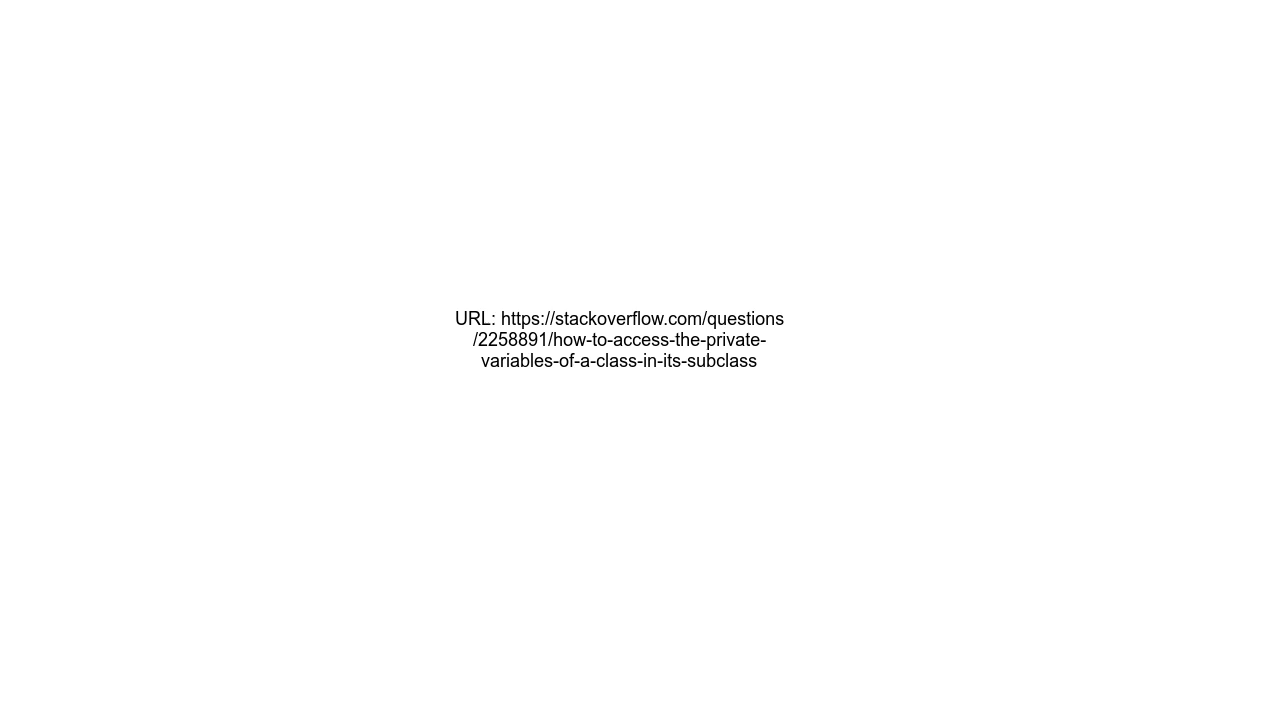 URL: https://stackoverflow.com/questions
/2258891/how-to-access-the-private-
variables-of-a-class-in-its-subclass